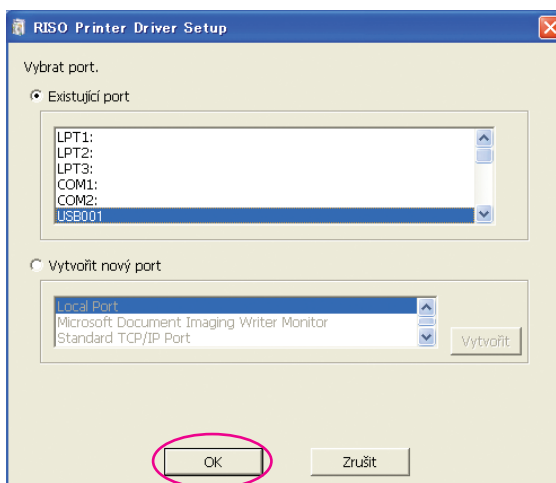 RISO Printer Driver Setup
Vybrat port.
Existující port
LPT1:
LPT2:
LPT3:
COM1:
COM2:
USB001
Vytvořit nový port
Local Port
Microsoft Document Imaging Writer Monitor
Standard TCP/IP Port
Vytvořit
OK
Zrušit